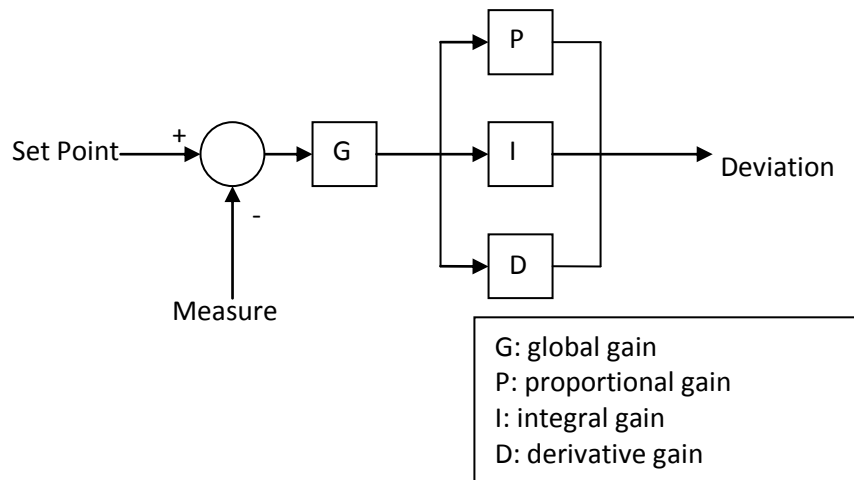 P
+
Set Point
G
I
Deviation
-
D
Measure
G: global gain
P: proportional gain
I: integral gain
D: derivative gain